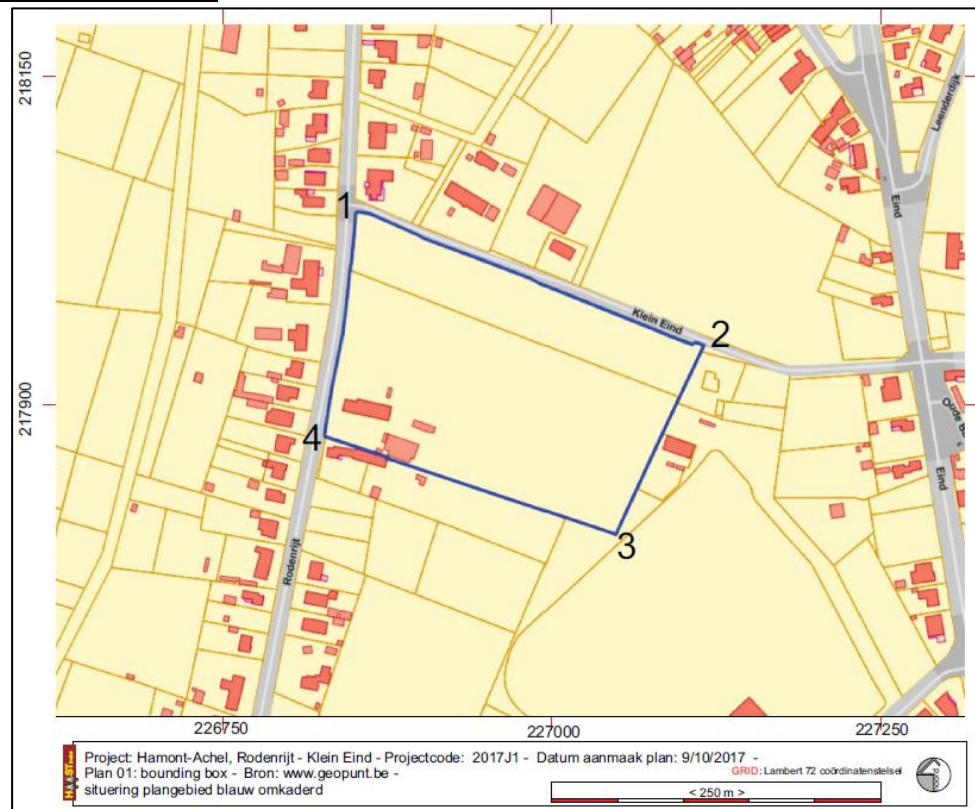 218150
Leenderdijk
1
Eind
Klein Eind
2
217900
Oude Ba
4
Eind
3
Rodenrijt
226750
227000
227250
HAAST
Project: Hamont-Achel, Rodenrijt - Klein Eind - Projectcode: 2017J1 - Datum aanmaak plan: 9/10/2017 -
Plan 01: bounding box - Bron: www.geopunt.be -
GRID: Lambert 72 coördinatenstelsel
situering plangebied blauw omkaderd
< 250 m >